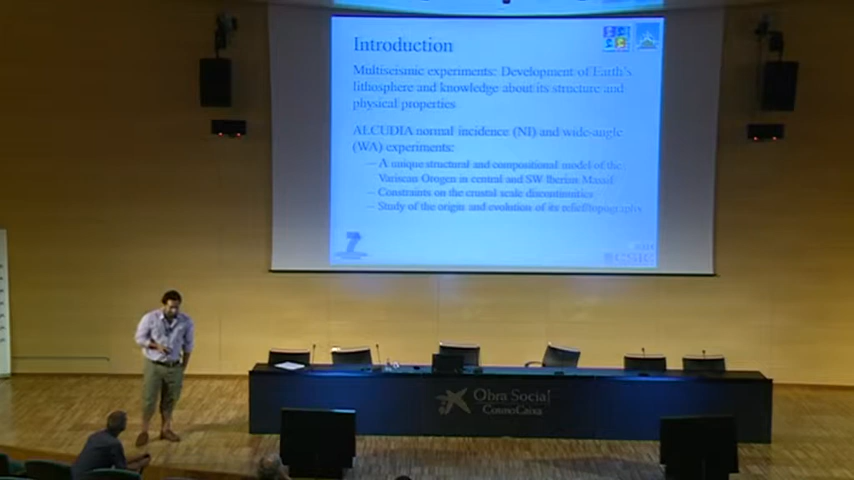 Introduction
Multiseismic experiments: Development of Earth's
lithosphere and knowledge about its structure and
physical properties
ALCUDIA normal incidence (NI) and wide-angle
(WA) experiments:
– A unique structural and compositional model of the
Variscan Orogen in central and SW Iberian Massif
– Constraints on the crustal scale discontinuities
– Study of the origin and evolution of its relief/topography
CSIC
Obra Social
"CaixaCaixa"